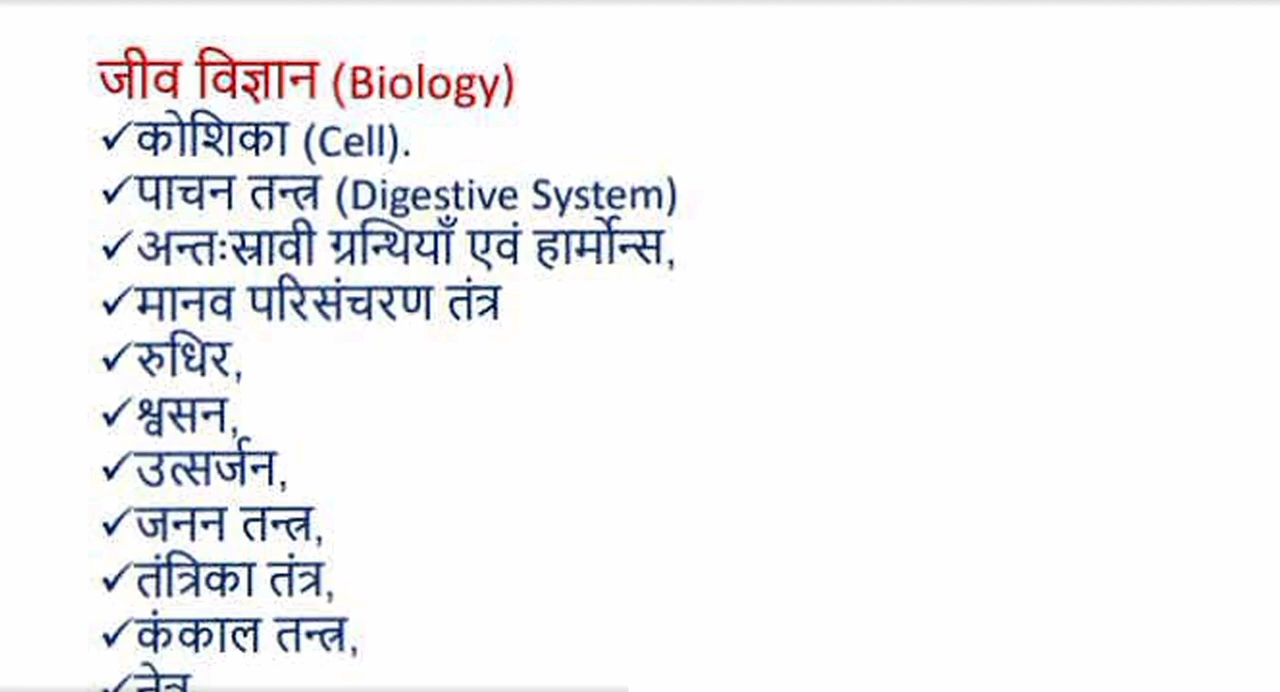 जीव विज्ञान (Biology)
✓कोशिका (Cell).
✓पाचन तन्त्र (Digestive System)
✓अन्तःस्रावी ग्रन्थियाँ एवं हार्मोन्स,
✓मानव परिसंचरण तंत्र
✓रुधिर,
✓श्वसन,
✓उत्सर्जन,
✓जनन तन्त्र,
✓तंत्रिका तंत्र,
✓कंकाल तन्त्र,
✓नेत्र